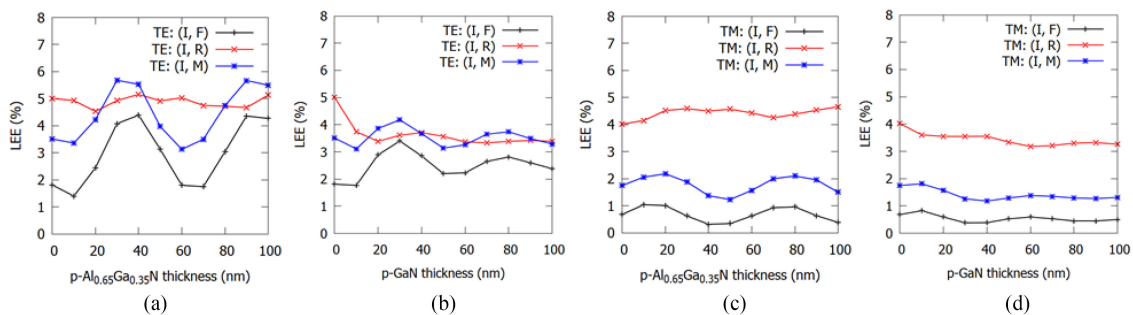 8
7
6
5
4
3
2
1
0
LEE (%)
TE: (I, F)
TE: (I, R)
TE: (I, M)
0 20 40 60 80 100
p-Al0.65Ga0.35N thickness (nm)
(a)
8
7
6
5
4
3
2
1
0
LEE (%)
TE: (I, F)
TE: (I, R)
TE: (I, M)
0 20 40 60 80 100
p-GaN thickness (nm)
(b)
8
7
6
5
4
3
2
1
0
LEE (%)
TM: (I, F)
TM: (I, R)
TM: (I, M)
0 20 40 60 80 100
p-Al0.65Ga0.35N thickness (nm)
(c)
8
7
6
5
4
3
2
1
0
LEE (%)
TM: (I, F)
TM: (I, R)
TM: (I, M)
0 20 40 60 80 100
p-GaN thickness (nm)
(d)